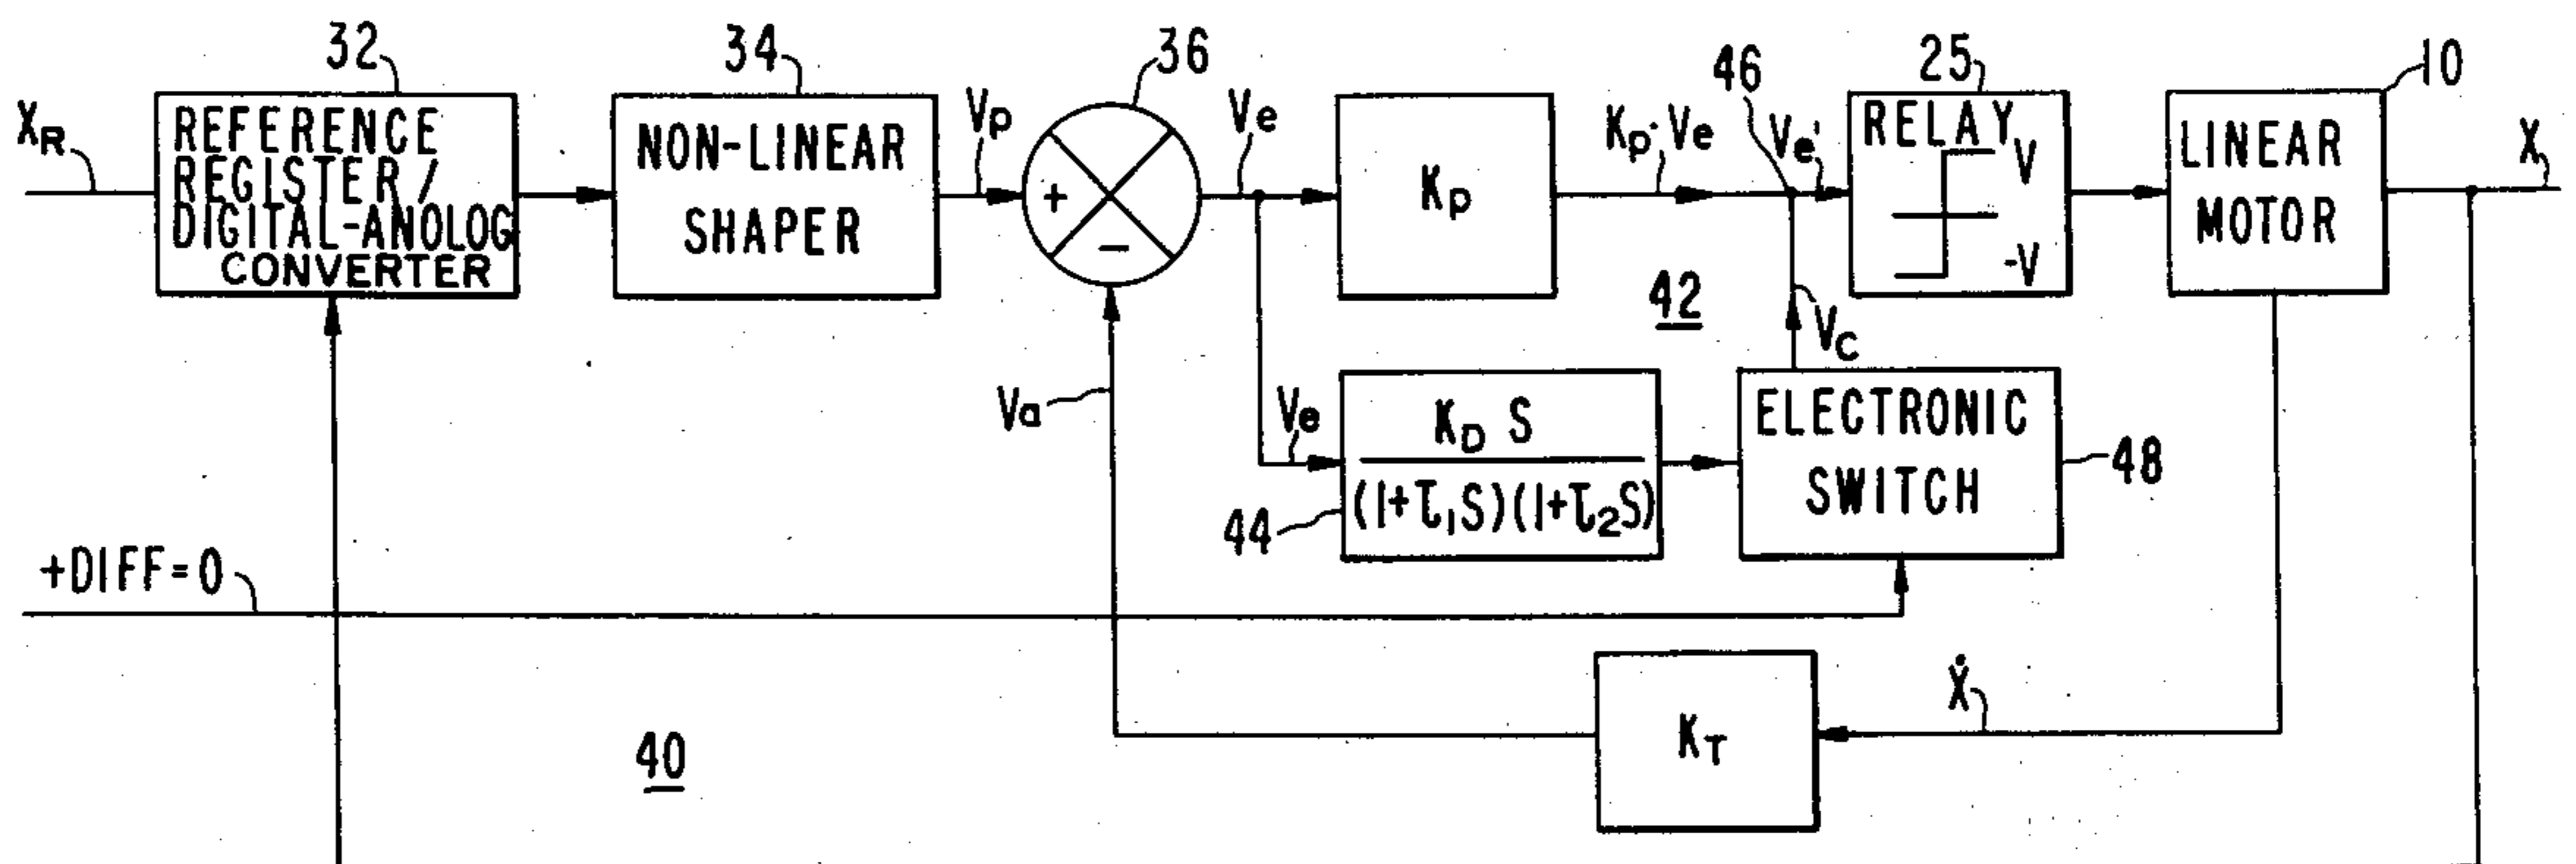 32
34
36
46
25
10
X_R
REFERENCE
REGISTER/
DIGITAL-ANOLOG
CONVERTER
NON-LINEAR
SHAPER
Vp
+
−
Ve
Kp
Kp·Ve
Ve'
RELAY
V
-V
LINEAR
MOTOR
X
42
Vc
Va
Ve
K_D S
(1+τ₁S)(1+τ₂S)
44
ELECTRONIC
SWITCH
48
+DIFF=0
Ẋ
K_T
40